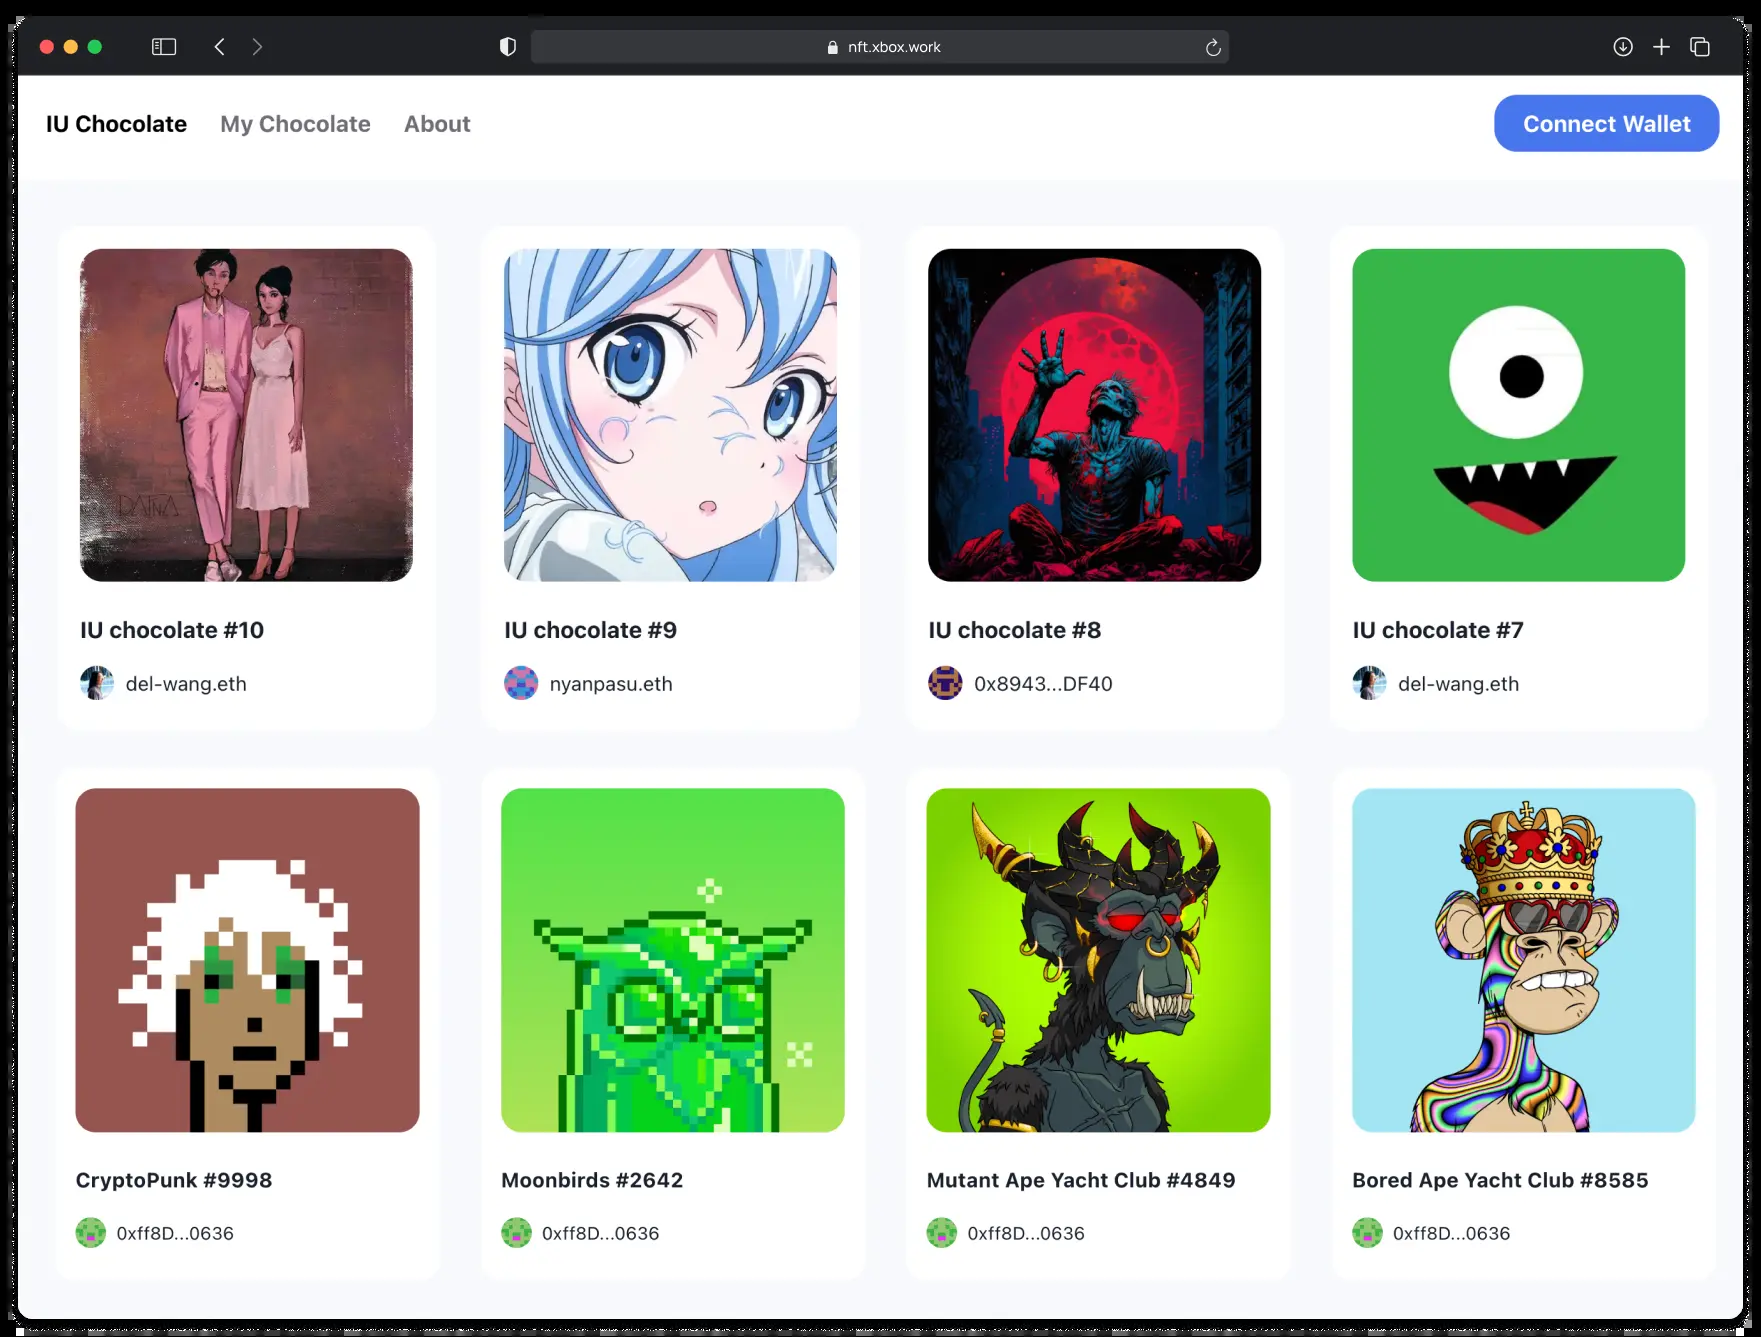 nft.xbox.work
IU Chocolate My Chocolate About Connect Wallet
DATNA
IU chocolate #10
del-wang.eth
IU chocolate #9
nyanpasu.eth
IU chocolate #8
0x8943...DF40
IU chocolate #7
del-wang.eth
CryptoPunk #9998
0xff8D...0636
Moonbirds #2642
0xff8D...0636
Mutant Ape Yacht Club #4849
0xff8D...0636
Bored Ape Yacht Club #8585
0xff8D...0636